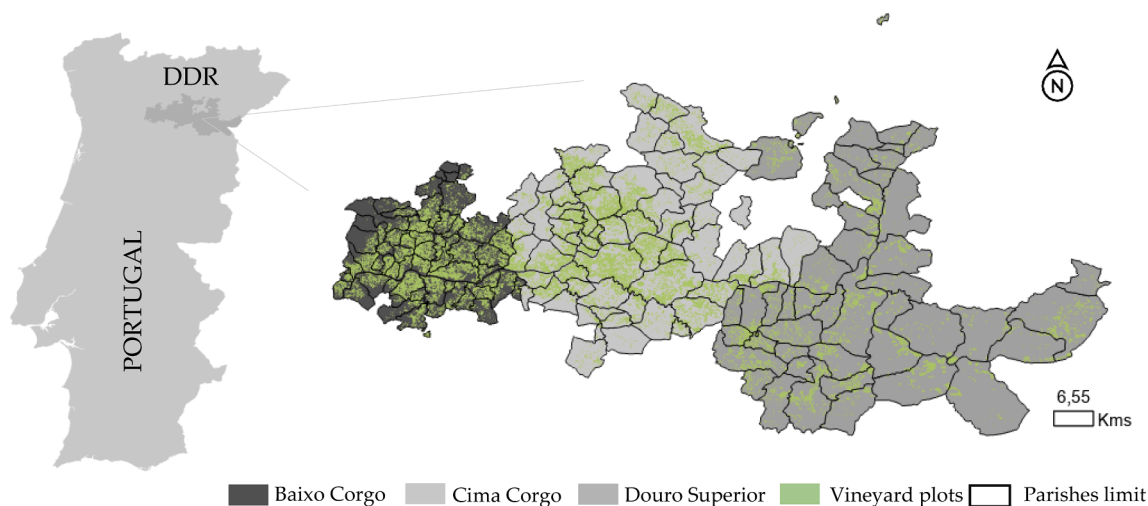 DDR
PORTUGAL
N
6,55
Kms
Baixo Corgo
Cima Corgo
Douro Superior
Vineyard plots
Parishes limit